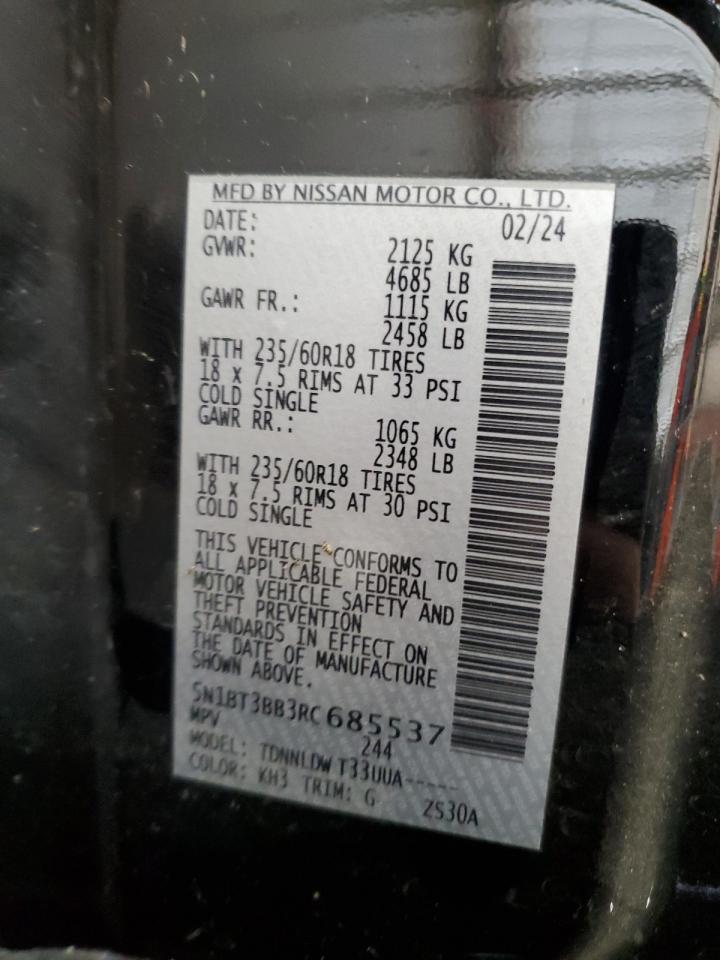 MFD BY NISSAN MOTOR CO., LTD.
DATE: 02/24
GVWR: 2125 KG
4685 LB
GAWR FR.: 1115 KG
2458 LB
WITH 235/60R18 TIRES
18 x 7.5 RIMS AT 33 PSI
COLD SINGLE
GAWR RR.: 1065 KG
2348 LB
WITH 235/60R18 TIRES
18 x 7.5 RIMS AT 30 PSI
COLD SINGLE
THIS VEHICLE CONFORMS TO
ALL APPLICABLE FEDERAL
MOTOR VEHICLE SAFETY AND
THEFT PREVENTION
STANDARDS IN EFFECT ON
THE DATE OF MANUFACTURE
SHOWN ABOVE.
5N1BT3BB3RC685537
MPV 244
MODEL: TDNNLDW T33UUA-----
COLOR: KH3 TRIM: G ZS30A